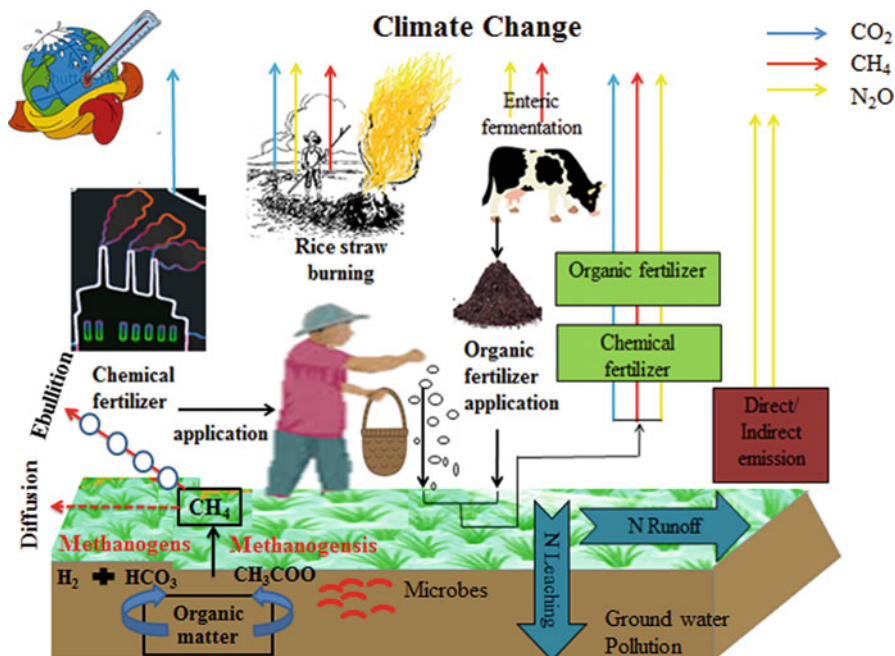 Climate Change
CO2
CH4
N2O
Enteric
fermentation
Rice straw
burning
Organic fertilizer
Chemical
fertilizer
Chemical
fertilizer
application
Organic
fertilizer
application
Direct/
Indirect
emission
Ebullition
Diffusion
CH4
Methanogens
Methanogensis
H2 + HCO3
CH3COO
Organic
matter
Microbes
N Leaching
N Runoff
Ground water
Pollution